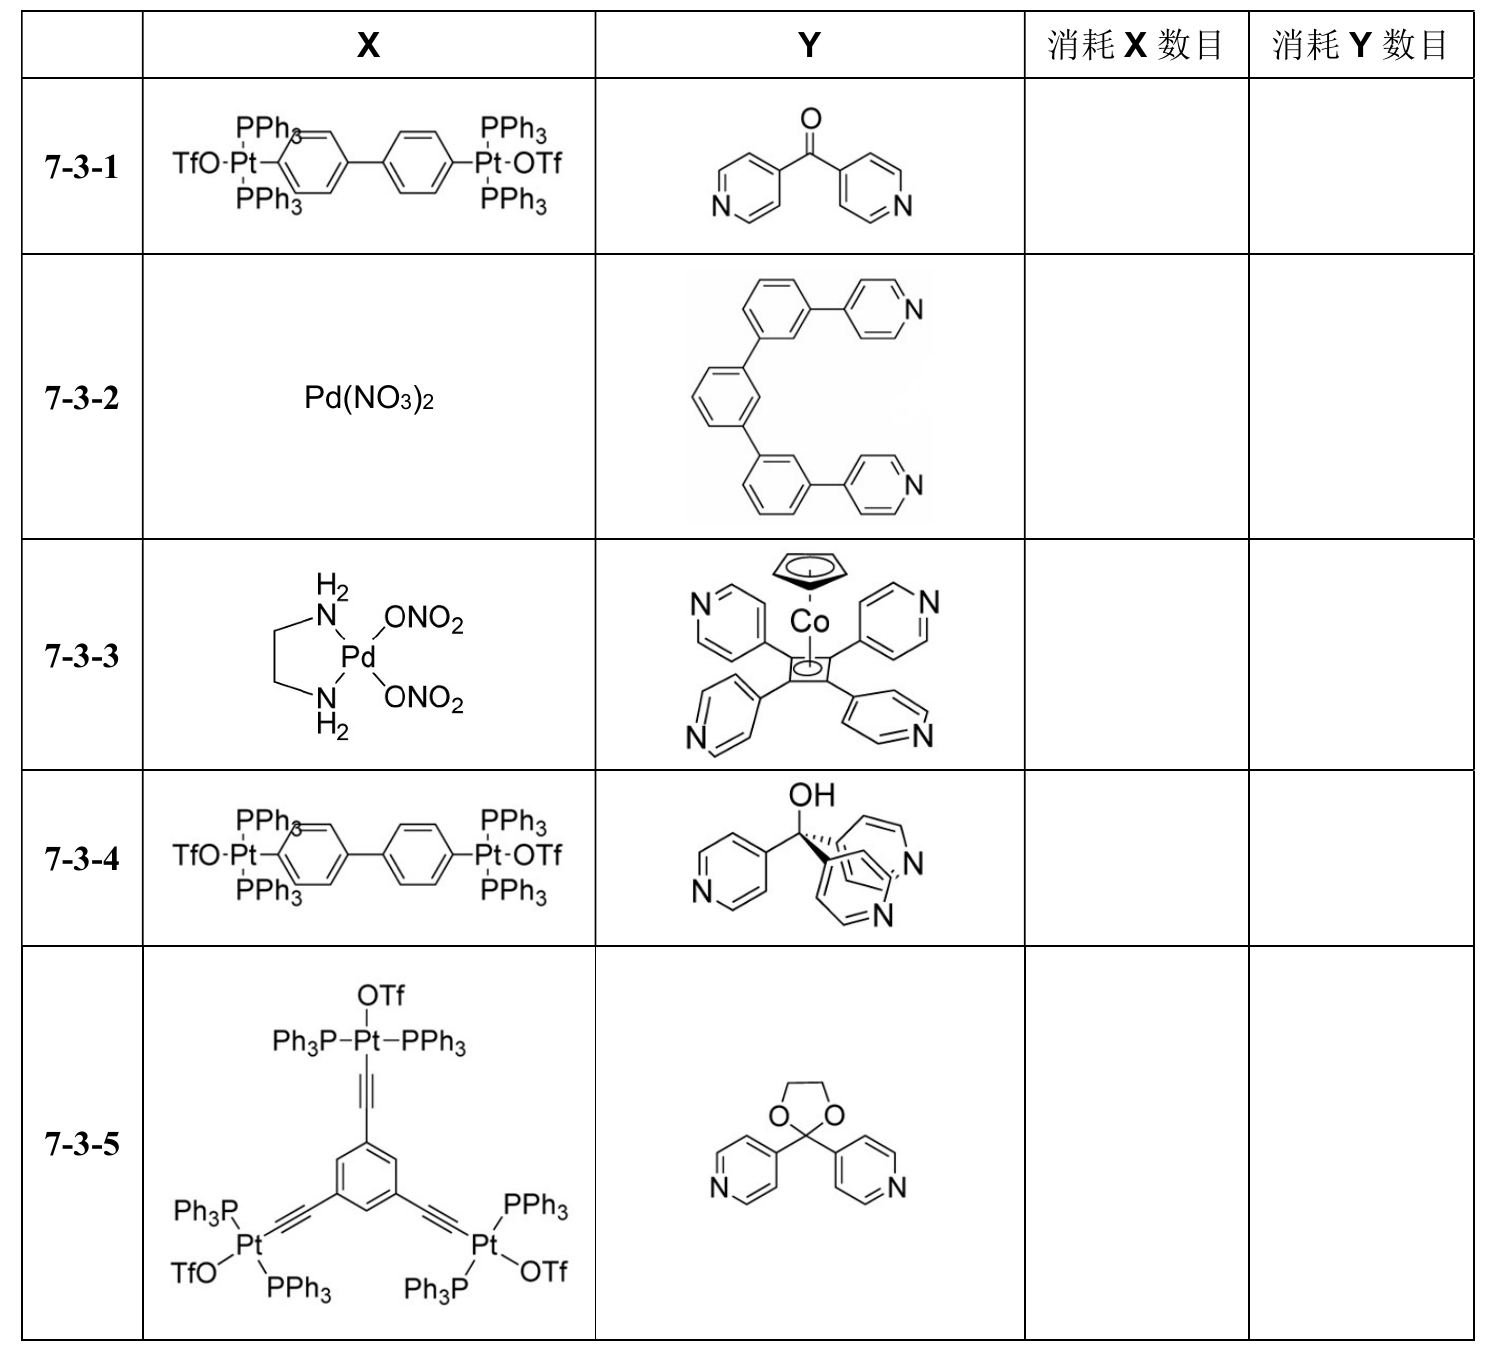 X Y 消耗 X 数目 消耗 Y 数目
7-3-1
PPh3 PPh3 O
TfO Pt Pt OTf
PPh3 PPh3 N N
7-3-2
Pd(NO3)2
N
N
7-3-3
H2
N ONO2
Pd
N ONO2
H2
N N
Co
N N
7-3-4
PPh3 PPh3 OH
TfO Pt Pt OTf
PPh3 PPh3 N N N
7-3-5
OTf
Ph3P Pt PPh3
Ph3P PPh3
Pt Pt
TfO OTf
PPh3 Ph3P
O O
N N